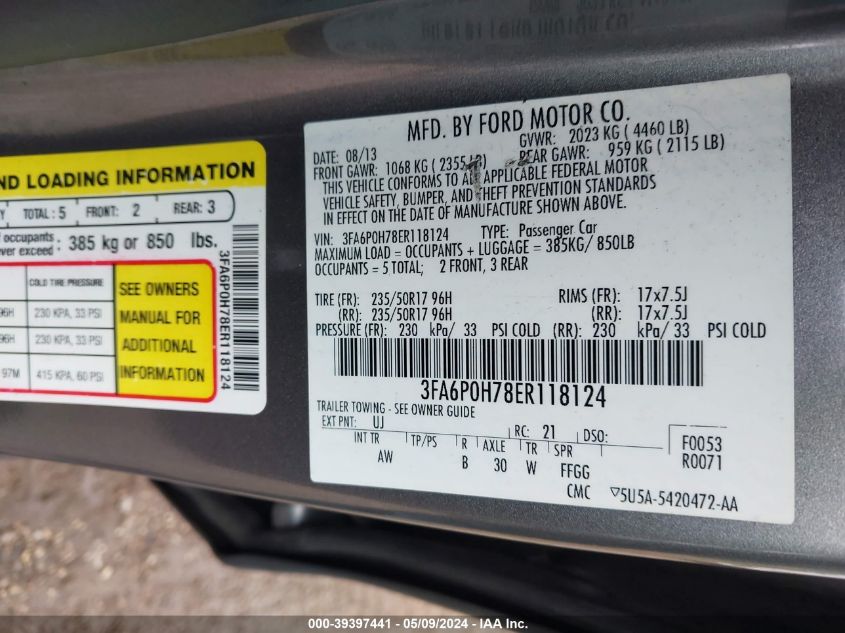 ND LOADING INFORMATION
Y TOTAL: 5 FRONT: 2 REAR: 3
occupants
ver exceed : 385 kg or 850 lbs.
COLD TIRE PRESSURE
96H 230 KPA, 33 PSI
96H 230 KPA, 33 PSI
97M 415 KPA, 60 PSI
SEE OWNERS
MANUAL FOR
ADDITIONAL
INFORMATION
3FA6P0H78ER118124
MFD. BY FORD MOTOR CO.
DATE: 08/13 GVWR: 2023 KG ( 4460 LB)
FRONT GAWR: 1068 KG ( 2355 LB) REAR GAWR: 959 KG ( 2115 LB)
THIS VEHICLE CONFORMS TO ALL APPLICABLE FEDERAL MOTOR
VEHICLE SAFETY, BUMPER, AND THEFT PREVENTION STANDARDS
IN EFFECT ON THE DATE OF MANUFACTURE SHOWN ABOVE.
VIN: 3FA6P0H78ER118124 TYPE: Passenger Car
MAXIMUM LOAD = OCCUPANTS + LUGGAGE = 385KG/ 850LB
OCCUPANTS = 5 TOTAL; 2 FRONT, 3 REAR
TIRE (FR): 235/50R17 96H RIMS (FR): 17x7.5J
(RR): 235/50R17 96H (RR): 17x7.5J
PRESSURE (FR): 230 kPa/ 33 PSI COLD (RR): 230 kPa/ 33 PSI COLD
3FA6P0H78ER118124
TRAILER TOWING - SEE OWNER GUIDE
EXT PNT: UJ RC: 21 DSO: F0053
INT TR TP/PS R AXLE TR SPR R0071
AW B 30 W FFGG
CMC ▽5U5A-5420472-AA
000-39397441 - 05/09/2024 - IAA Inc.